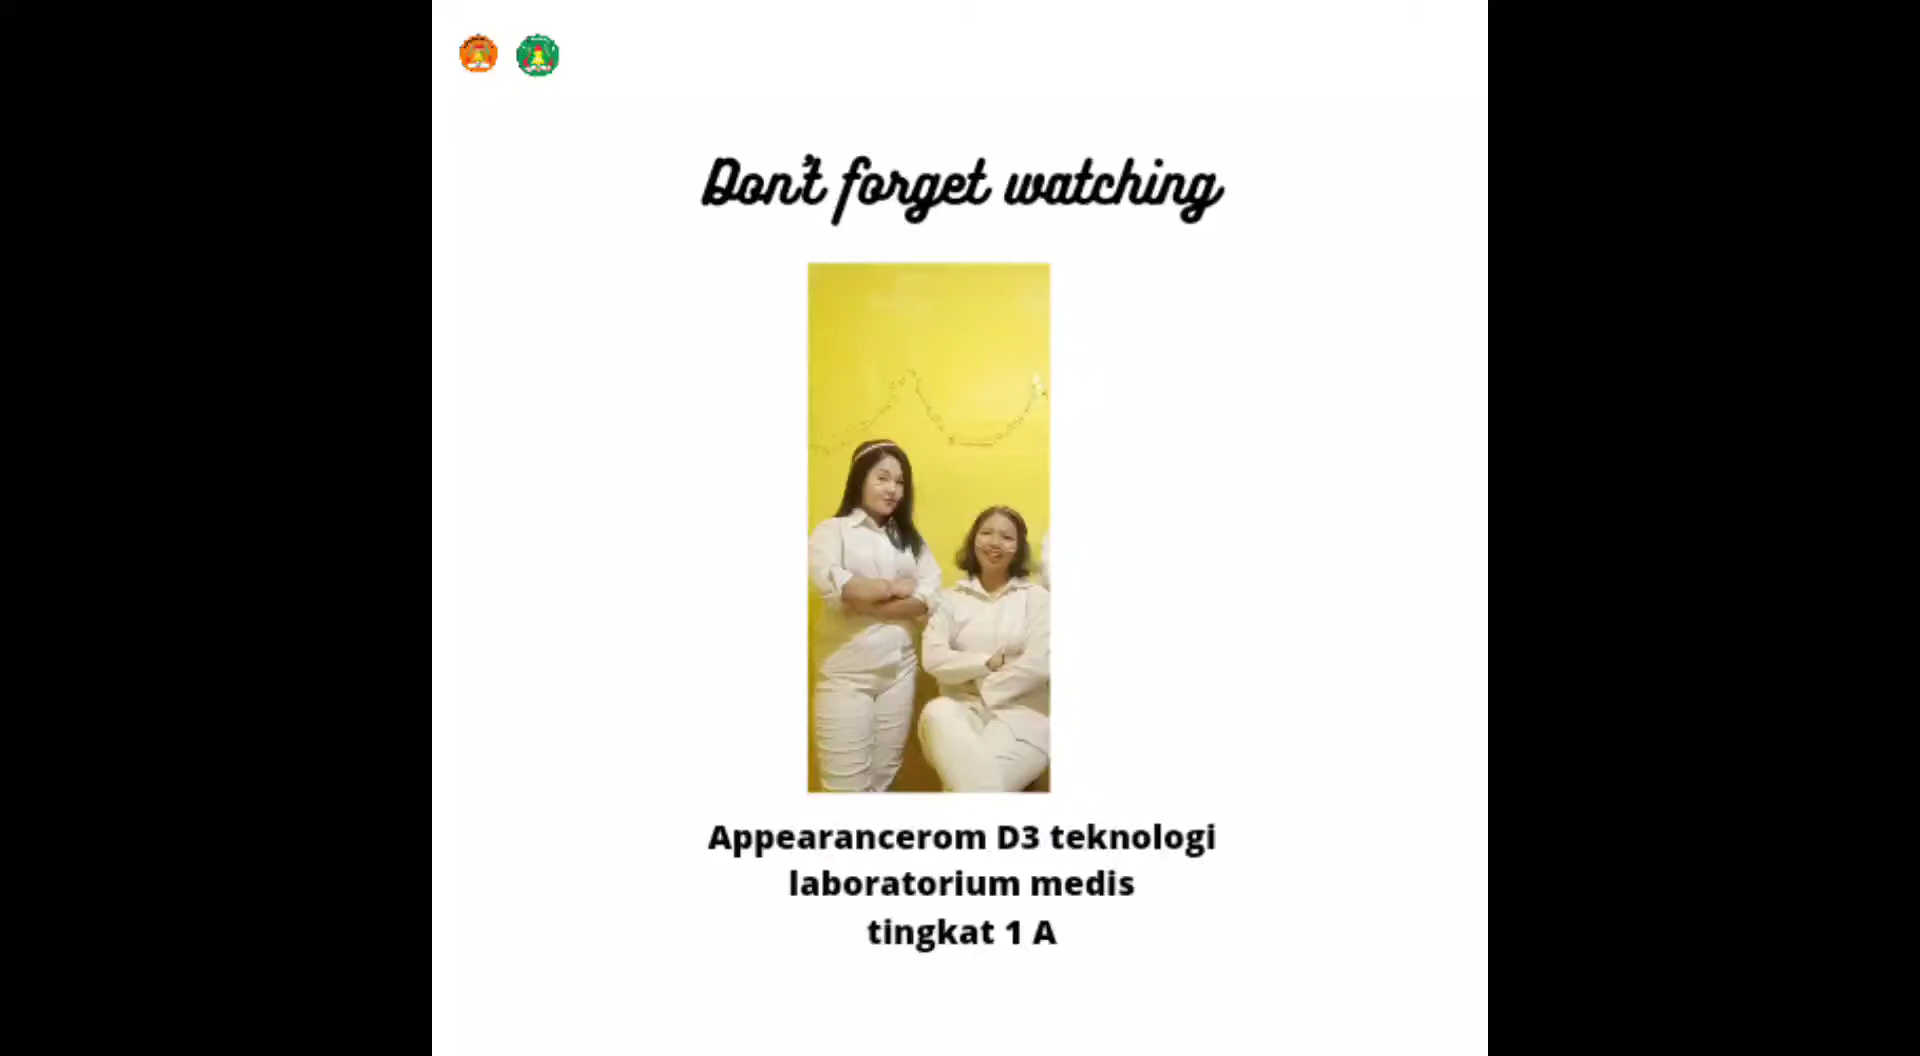 Don't forget watching
Appearancerom D3 teknologi
laboratorium medis
tingkat 1 A